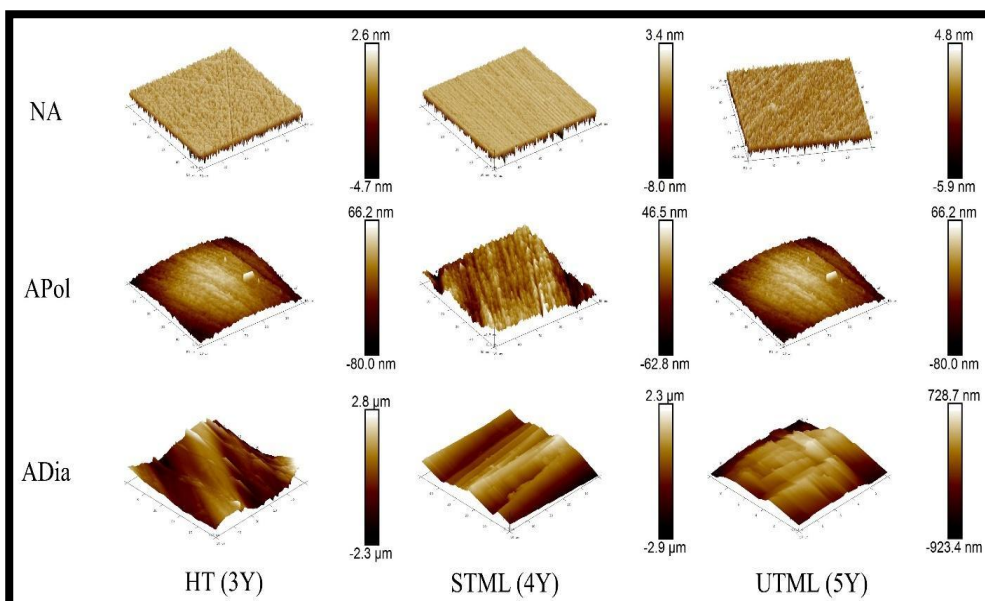 2.6 nm
3.4 nm
4.8 nm
NA
-4.7 nm
-8.0 nm
-5.9 nm
66.2 nm
46.5 nm
66.2 nm
APol
-80.0 nm
-62.8 nm
-80.0 nm
2.8 µm
2.3 µm
728.7 nm
ADia
-2.3 µm
-2.9 µm
-923.4 nm
HT (3Y)
STML (4Y)
UTML (5Y)